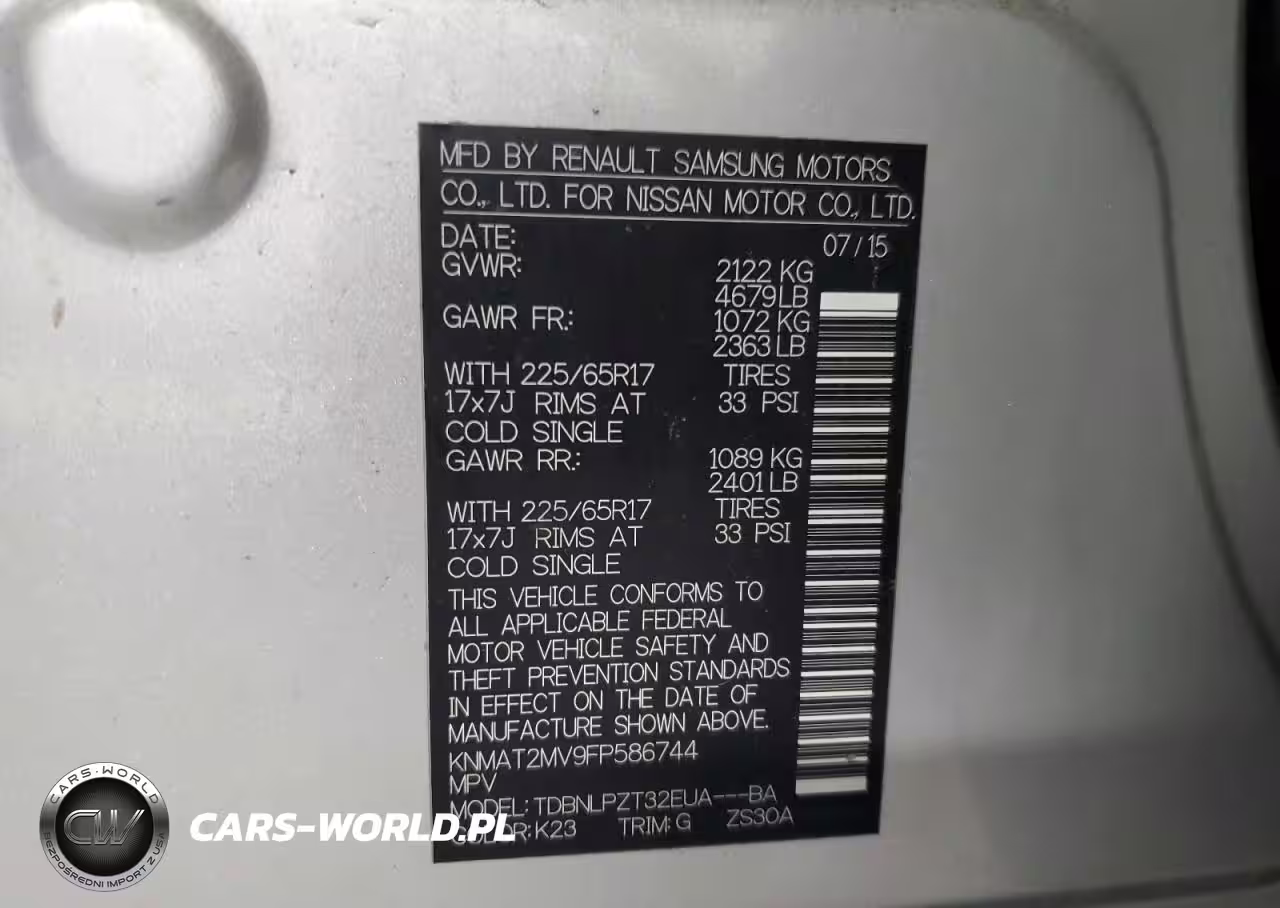 MFD BY RENAULT SAMSUNG MOTORS
CO., LTD. FOR NISSAN MOTOR CO., LTD.
DATE: 07/15
GVWR: 2122 KG
4679LB
GAWR FR.: 1072 KG
2363 LB
WITH 225/65R17 TIRES
17x7J RIMS AT 33 PSI
COLD SINGLE
GAWR RR.: 1089 KG
2401 LB
WITH 225/65R17 TIRES
17x7J RIMS AT 33 PSI
COLD SINGLE
THIS VEHICLE CONFORMS TO
ALL APPLICABLE FEDERAL
MOTOR VEHICLE SAFETY AND
THEFT PREVENTION STANDARDS
IN EFFECT ON THE DATE OF
MANUFACTURE SHOWN ABOVE.
KNMAT2MV9FP586744
MPV
MODEL: TDBNLPZT32EUA---BA
COLOR: K23 TRIM: G ZS30A
CARS-WORLD
CW
BEZPOŚREDNI IMPORT Z USA
CARS-WORLD.PL